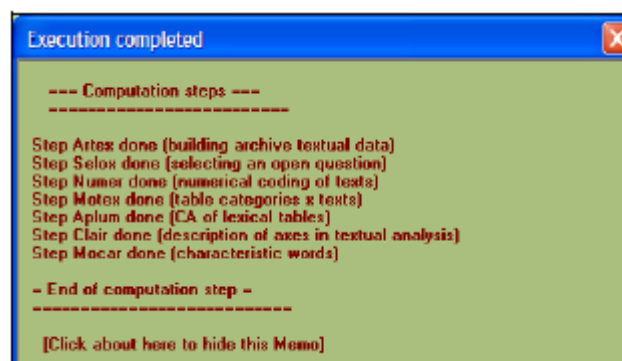 Execution completed
--- Computation steps ---
-------------------------
Step Artex done (building archive textual data)
Step Selox done (selecting an open question)
Step Numer done (numerical coding of texts)
Step Motex done (table categories x texts)
Step Aplum done (CA of lexical tables)
Step Clair done (description of axes in textual analysis)
Step Mocar done (characteristic words)
- End of computation step -
---------------------------
[Click about here to hide this Memo]